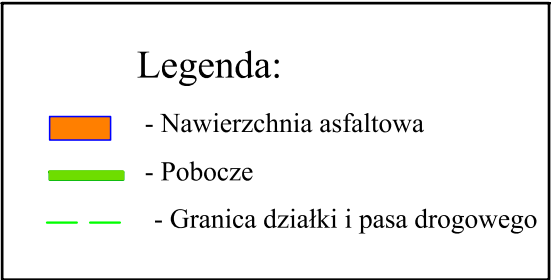 Legenda:
- Nawierzchnia asfaltowa
- Pobocze
- Granica działki i pasa drogowego